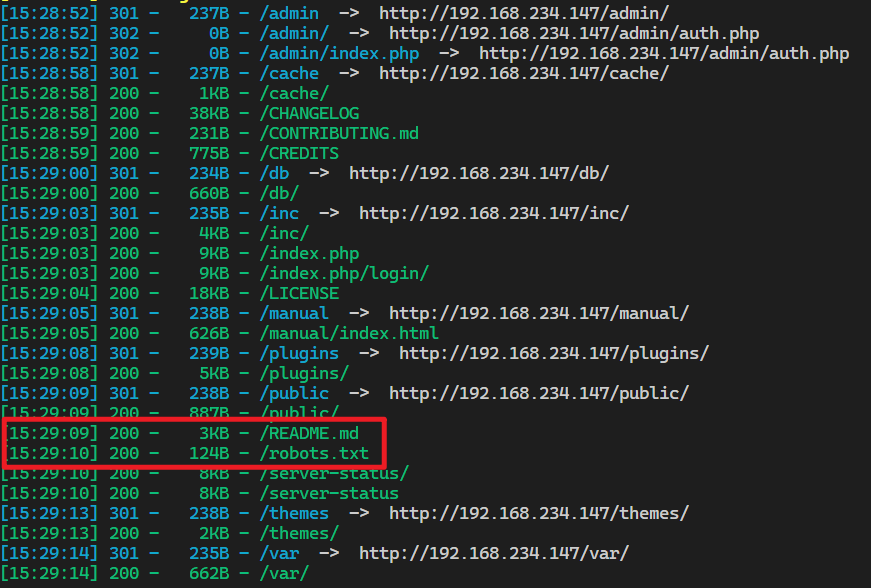 [15:28:52] 301 -   237B - /admin  ->  http://192.168.234.147/admin/
[15:28:52] 302 -     0B - /admin/  ->  http://192.168.234.147/admin/auth.php
[15:28:52] 302 -     0B - /admin/index.php  ->  http://192.168.234.147/admin/auth.php
[15:28:58] 301 -   237B - /cache  ->  http://192.168.234.147/cache/
[15:28:58] 200 -    1KB - /cache/
[15:28:58] 200 -   38KB - /CHANGELOG
[15:28:59] 200 -   231B - /CONTRIBUTING.md
[15:28:59] 200 -   775B - /CREDITS
[15:29:00] 301 -   234B - /db  ->  http://192.168.234.147/db/
[15:29:00] 200 -   660B - /db/
[15:29:03] 301 -   235B - /inc  ->  http://192.168.234.147/inc/
[15:29:03] 200 -    4KB - /inc/
[15:29:03] 200 -    9KB - /index.php
[15:29:03] 200 -    9KB - /index.php/login/
[15:29:04] 200 -   18KB - /LICENSE
[15:29:05] 301 -   238B - /manual  ->  http://192.168.234.147/manual/
[15:29:05] 200 -   626B - /manual/index.html
[15:29:08] 301 -   239B - /plugins  ->  http://192.168.234.147/plugins/
[15:29:08] 200 -    5KB - /plugins/
[15:29:09] 301 -   238B - /public  ->  http://192.168.234.147/public/
[15:29:09] 200 -   887B - /public/
[15:29:09] 200 -    3KB - /README.md
[15:29:10] 200 -   124B - /robots.txt
[15:29:10] 200 -    8KB - /server-status/
[15:29:10] 200 -    8KB - /server-status
[15:29:13] 301 -   238B - /themes  ->  http://192.168.234.147/themes/
[15:29:13] 200 -    2KB - /themes/
[15:29:14] 301 -   235B - /var  ->  http://192.168.234.147/var/
[15:29:14] 200 -   662B - /var/